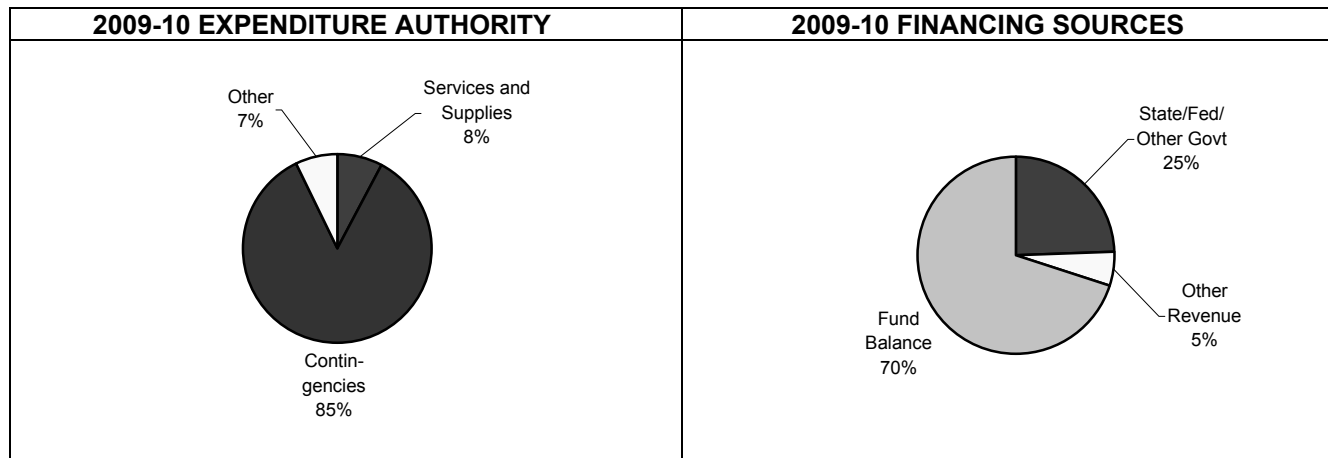 2009-10 EXPENDITURE AUTHORITY
2009-10 FINANCING SOURCES
Other
7%
Services and
Supplies
8%
Contin-
gencies
85%
State/Fed/
Other Govt
25%
Other
Revenue
5%
Fund
Balance
70%